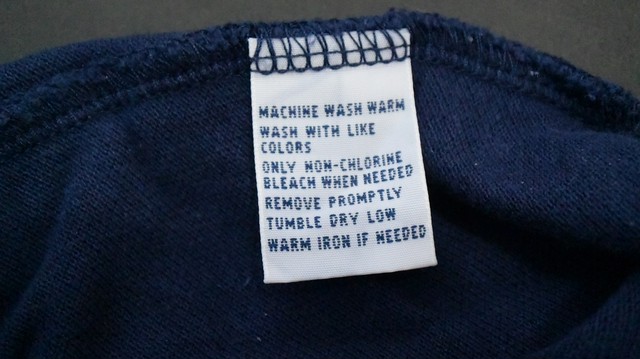 MACHINE WASH WARM
WASH WITH LIKE
COLORS
ONLY NON-CHLORINE
BLEACH WHEN NEEDED
REMOVE PROMPTLY
TUMBLE DRY LOW
WARM IRON IF NEEDED